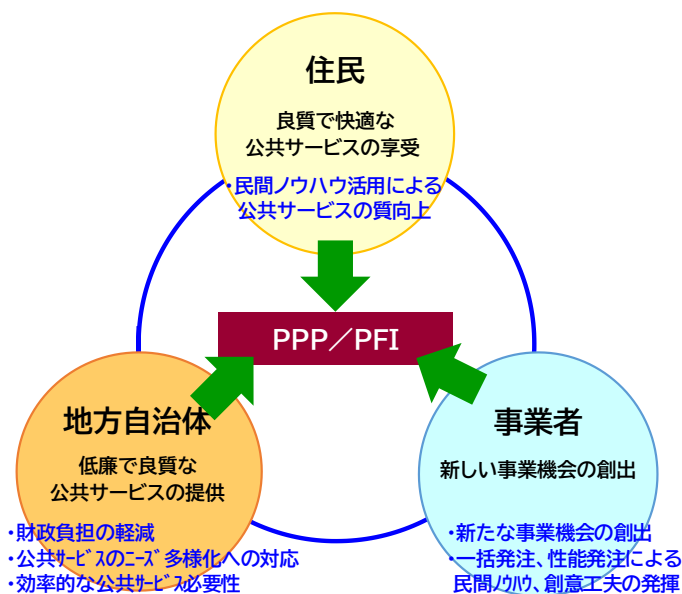 住民
良質で快適な
公共サービスの享受
・民間ノウハウ活用による
公共サービスの質向上
PPP／PFI
地方自治体
低廉で良質な
公共サービスの提供
・財政負担の軽減
・公共ｻｰﾋﾞｽのﾆｰｽﾞ多様化への対応
・効率的な公共ｻｰﾋﾞｽ必要性
事業者
新しい事業機会の創出
・新たな事業機会の創出
・一括発注、性能発注による
民間ﾉｳﾊｳ、創意工夫の発揮